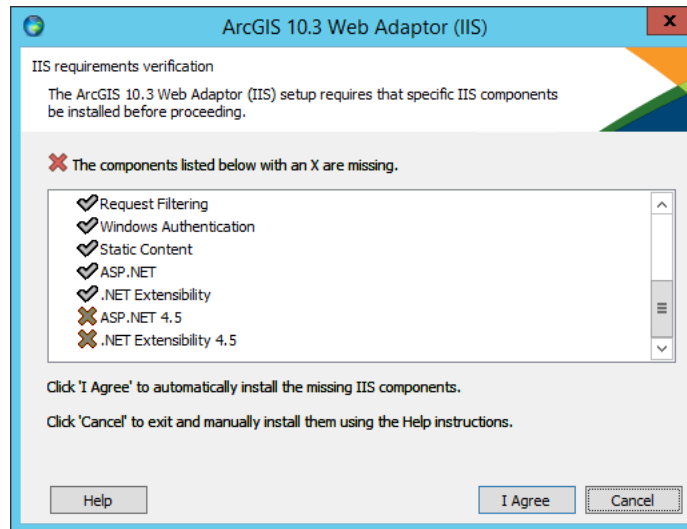 ArcGIS 10.3 Web Adaptor (IIS)
IIS requirements verification
The ArcGIS 10.3 Web Adaptor (IIS) setup requires that specific IIS components
be installed before proceeding.
The components listed below with an X are missing.
Request Filtering
Windows Authentication
Static Content
ASP.NET
.NET Extensibility
ASP.NET 4.5
.NET Extensibility 4.5
Click 'I Agree' to automatically install the missing IIS components.
Click 'Cancel' to exit and manually install them using the Help instructions.
Help I Agree Cancel